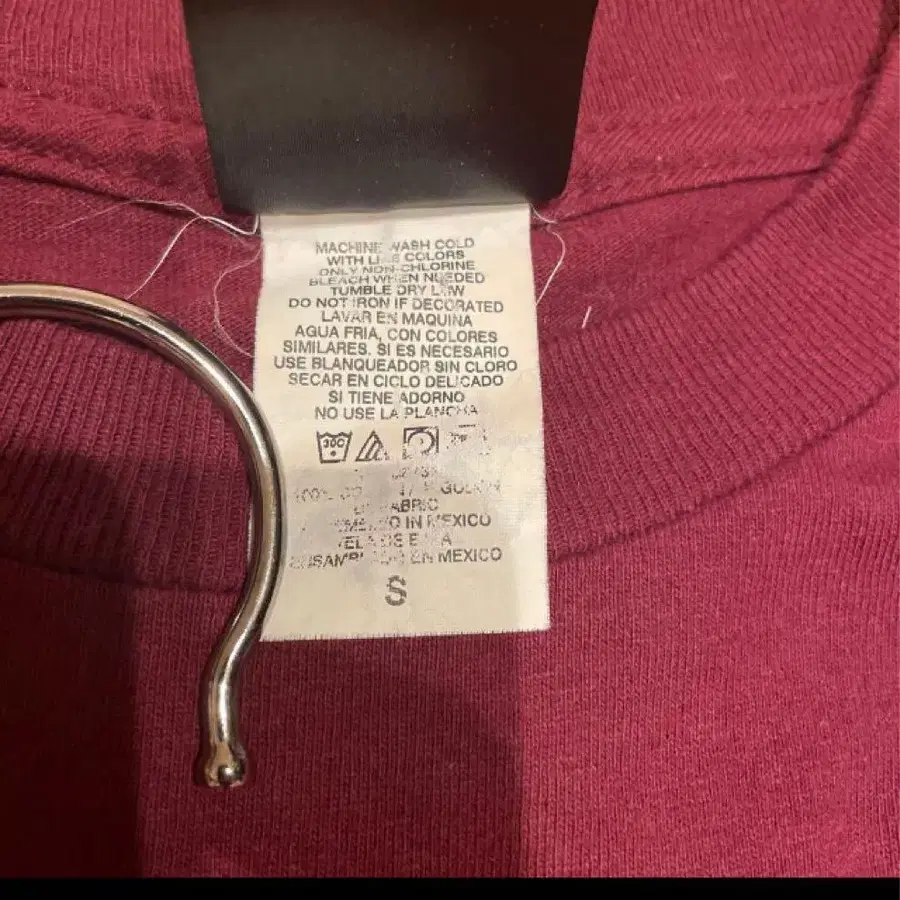 MACHINE WASH COLD
WITH LIKE COLORS
ONLY NON-CHLORINE
BLEACH WHEN NEEDED
TUMBLE DRY LOW
DO NOT IRON IF DECORATED
LAVAR EN MAQUINA
AGUA FRIA, CON COLORES
SIMILARES. SI ES NECESARIO
USE BLANQUEADOR SIN CLORO
SECAR EN CICLO DELICADO
SI TIENE ADORNO
NO USE LA PLANCHA
30C
100%
IN MEXICO
EN MEXICO
S